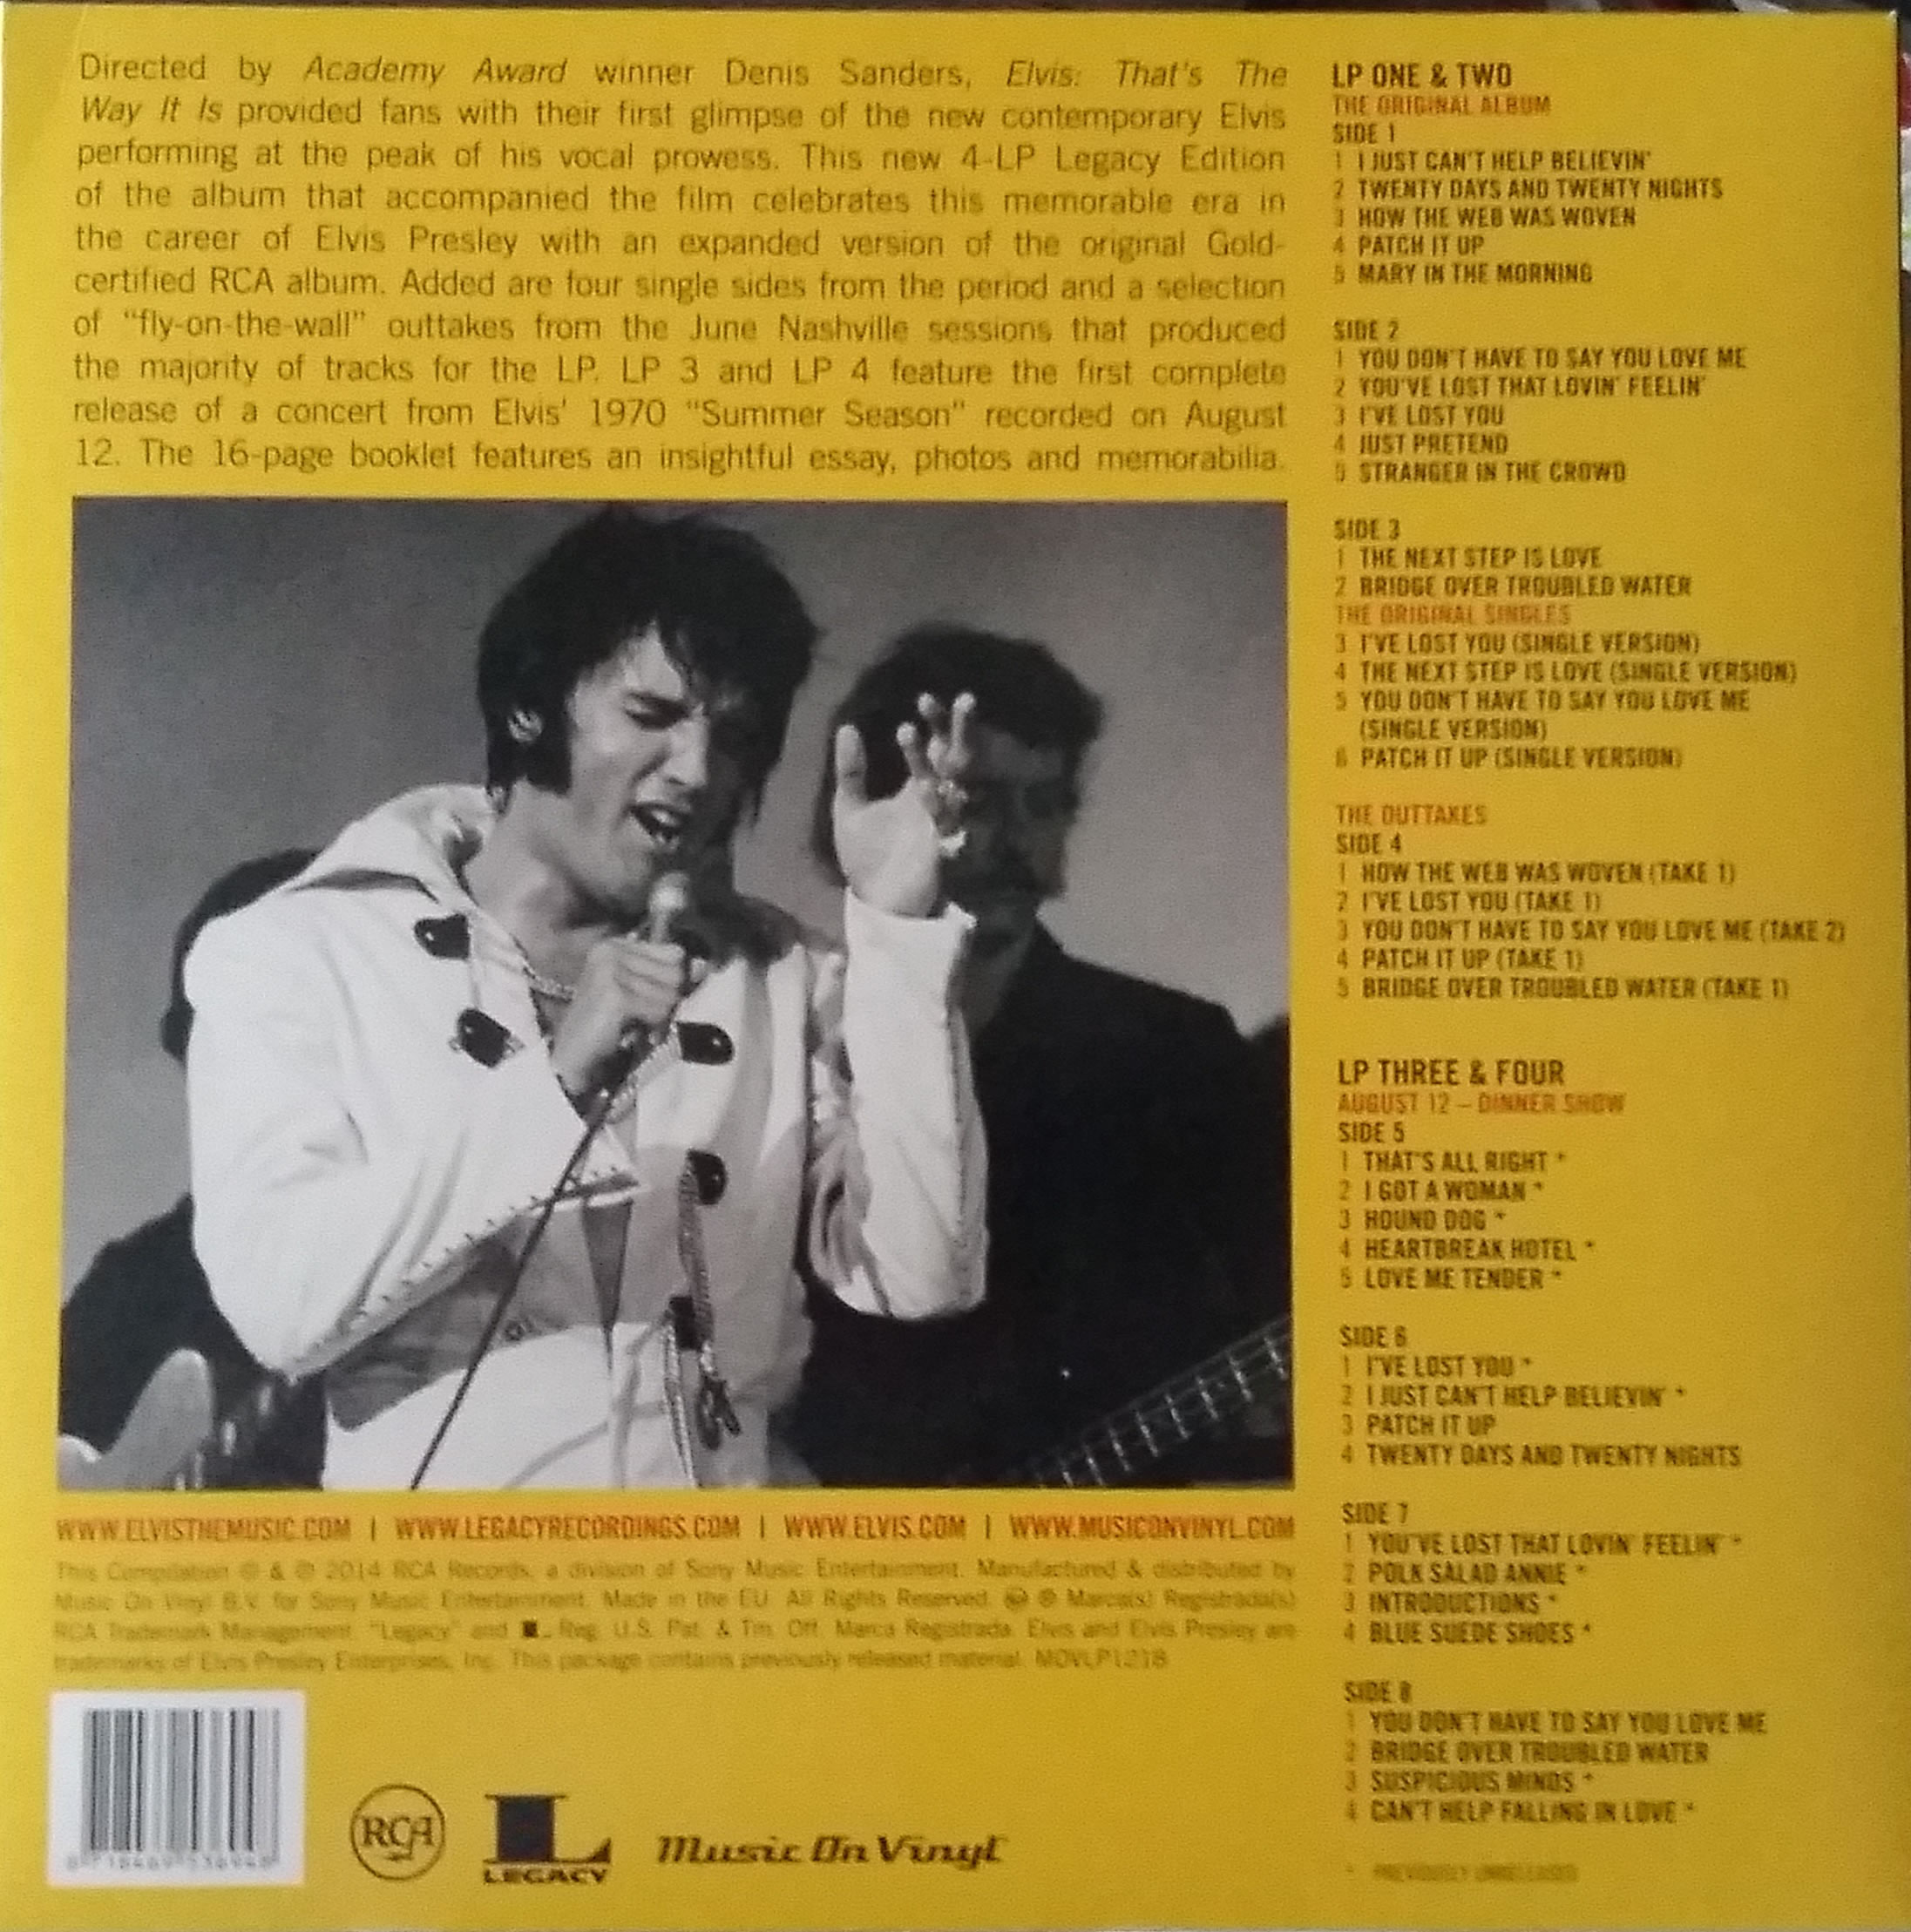 Directed by Academy Award winner Denis Sanders, Elvis: That's The
Way It Is provided fans with their first glimpse of the new contemporary Elvis
performing at the peak of his vocal prowess. This new 4-LP Legacy Edition
of the album that accompanied the film celebrates this memorable era in
the career of Elvis Presley with an expanded version of the original Gold-
certified RCA album. Added are four single sides from the period and a selection
of "fly-on-the-wall" outtakes from the June Nashville sessions that produced
the majority of tracks for the LP. LP 3 and LP 4 feature the first complete
release of a concert from Elvis' 1970 "Summer Season" recorded on August
12. The 16-page booklet features an insightful essay, photos and memorabilia.
WWW.ELVISTHEMUSIC.COM | WWW.LEGACYRECORDINGS.COM | WWW.ELVIS.COM | WWW.MUSICONVINYL.COM
This Compilation ℗ & © 2014 RCA Records, a division of Sony Music Entertainment. Manufactured & distributed by
Music On Vinyl B.V. for Sony Music Entertainment. Made in the EU. All Rights Reserved. ® Marca(s) Registrada(s)
RCA Trademark Management. "Legacy" and L Reg. U.S. Pat. & Tm. Off. Marca Registrada. Elvis and Elvis Presley are
trademarks of Elvis Presley Enterprises, Inc. This package contains previously released material. MOVLP1218
RCA
L
LEGACY
Music On Vinyl
LP ONE & TWO
THE ORIGINAL ALBUM
SIDE 1
1 I JUST CAN'T HELP BELIEVIN'
2 TWENTY DAYS AND TWENTY NIGHTS
3 HOW THE WEB WAS WOVEN
4 PATCH IT UP
5 MARY IN THE MORNING
SIDE 2
1 YOU DON'T HAVE TO SAY YOU LOVE ME
2 YOU'VE LOST THAT LOVIN' FEELIN'
3 I'VE LOST YOU
4 JUST PRETEND
5 STRANGER IN THE CROWD
SIDE 3
1 THE NEXT STEP IS LOVE
2 BRIDGE OVER TROUBLED WATER
THE ORIGINAL SINGLES
3 I'VE LOST YOU (SINGLE VERSION)
4 THE NEXT STEP IS LOVE (SINGLE VERSION)
5 YOU DON'T HAVE TO SAY YOU LOVE ME
(SINGLE VERSION)
6 PATCH IT UP (SINGLE VERSION)
THE OUTTAKES
SIDE 4
1 HOW THE WEB WAS WOVEN (TAKE 1)
2 I'VE LOST YOU (TAKE 1)
3 YOU DON'T HAVE TO SAY YOU LOVE ME (TAKE 2)
4 PATCH IT UP (TAKE 1)
5 BRIDGE OVER TROUBLED WATER (TAKE 1)
LP THREE & FOUR
AUGUST 12 – DINNER SHOW
SIDE 5
1 THAT'S ALL RIGHT *
2 I GOT A WOMAN *
3 HOUND DOG *
4 HEARTBREAK HOTEL *
5 LOVE ME TENDER *
SIDE 6
1 I'VE LOST YOU *
2 I JUST CAN'T HELP BELIEVIN' *
3 PATCH IT UP
4 TWENTY DAYS AND TWENTY NIGHTS
SIDE 7
1 YOU'VE LOST THAT LOVIN' FEELIN' *
2 POLK SALAD ANNIE *
3 INTRODUCTIONS *
4 BLUE SUEDE SHOES *
SIDE 8
1 YOU DON'T HAVE TO SAY YOU LOVE ME
2 BRIDGE OVER TROUBLED WATER
3 SUSPICIOUS MINDS *
4 CAN'T HELP FALLING IN LOVE *
* PREVIOUSLY UNRELEASED